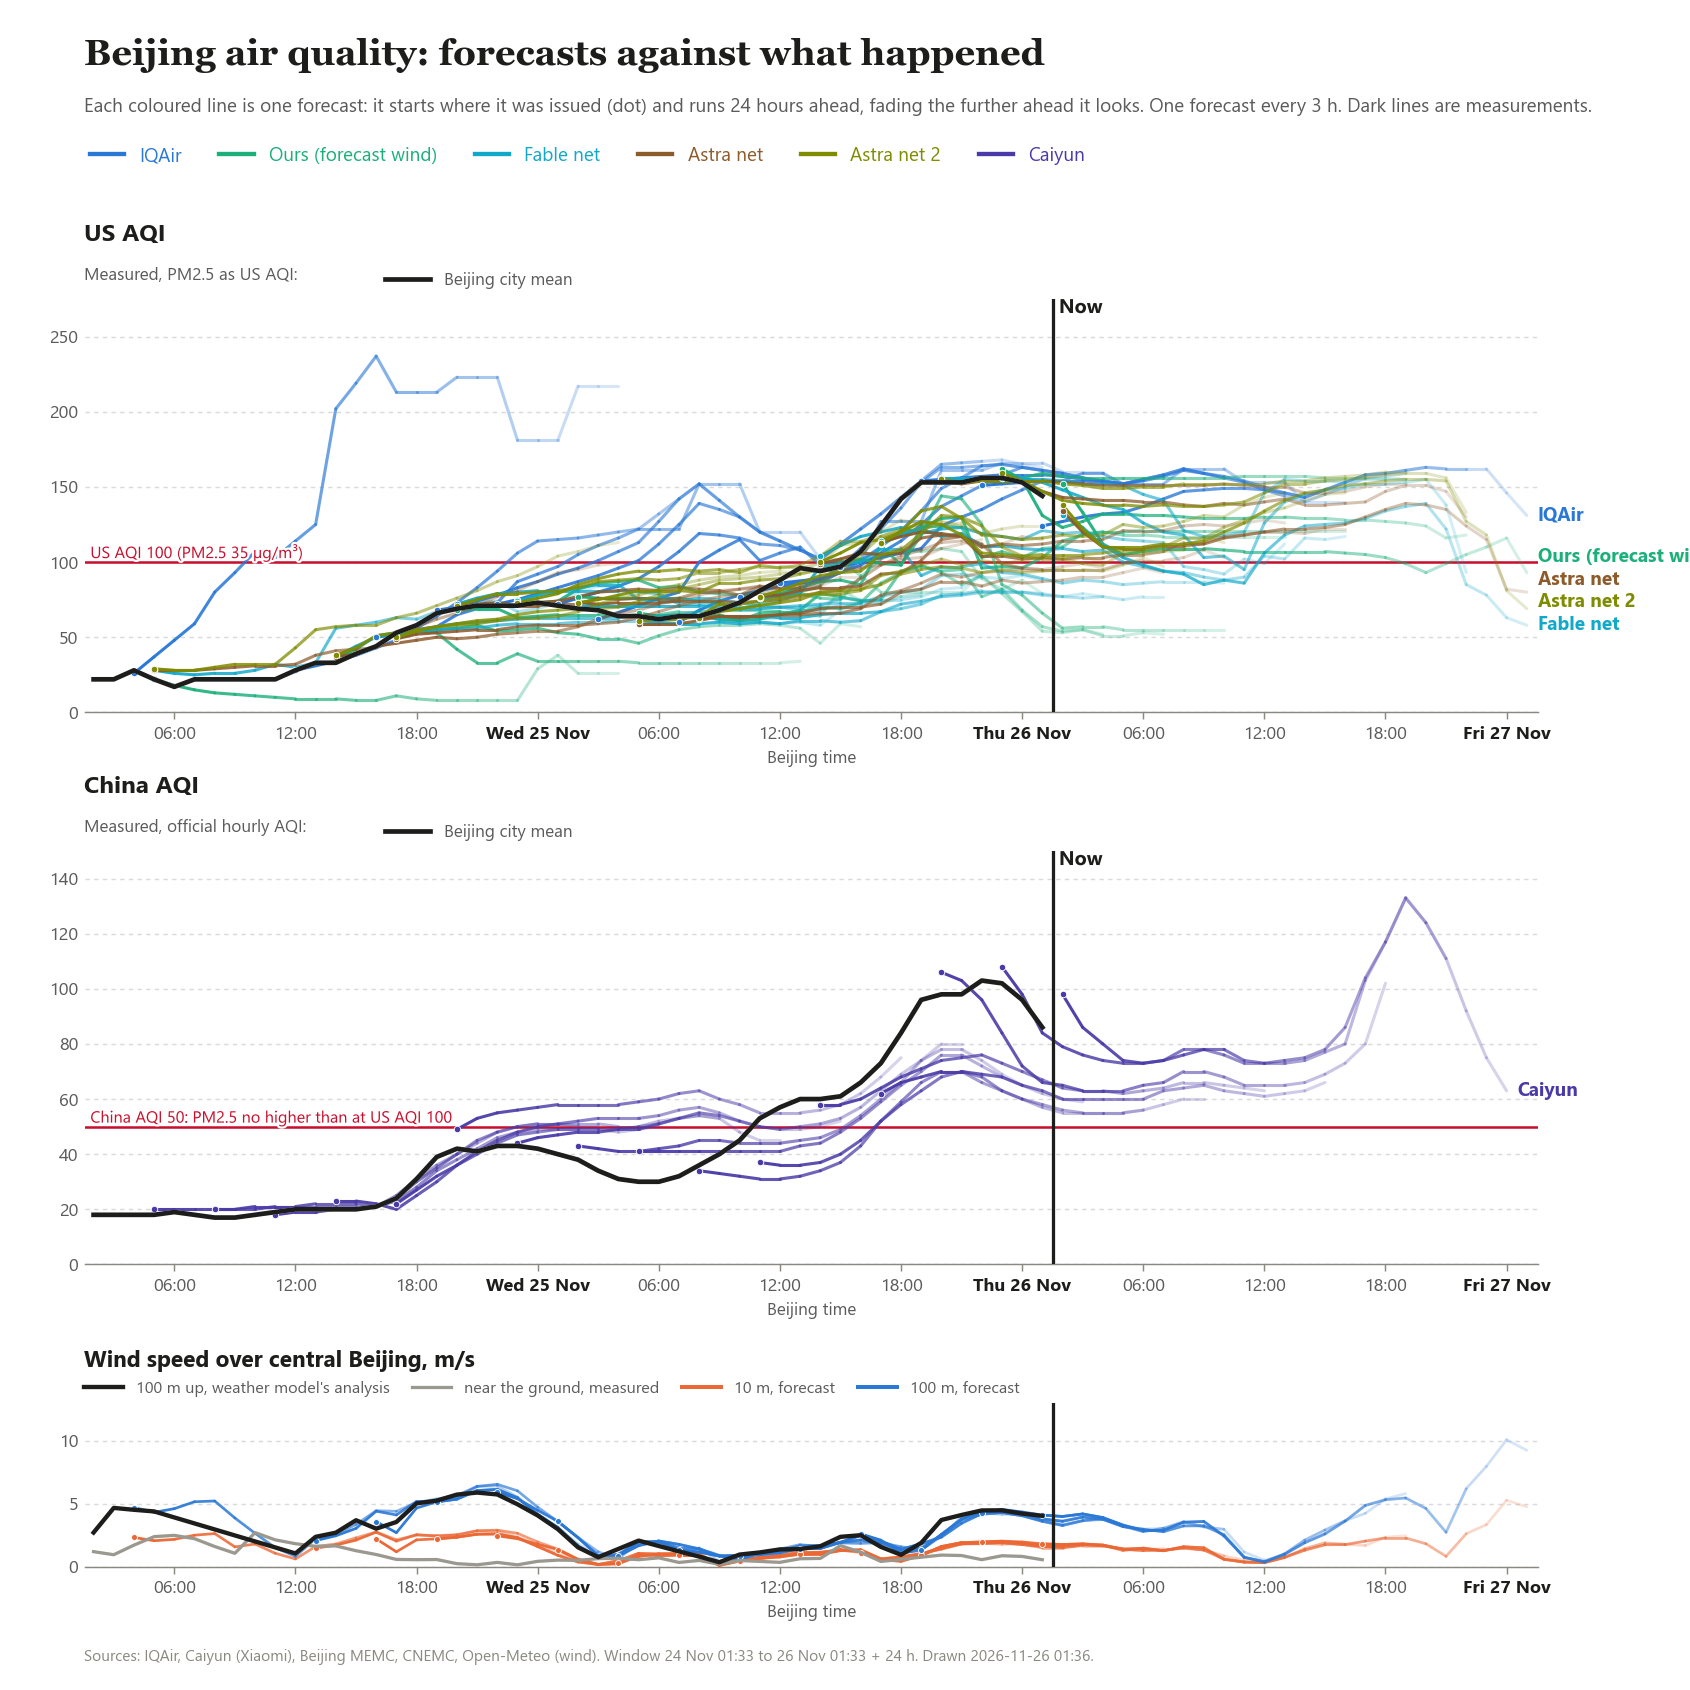 Beijing air quality: forecasts against what happened
Each coloured line is one forecast: it starts where it was issued (dot) and runs 24 hours ahead, fading the further ahead it looks. One forecast every 3 h. Dark lines are measurements.
IQAir Ours (forecast wind) Fable net Astra net Astra net 2 Caiyun
US AQI
Measured, PM2.5 as US AQI: Beijing city mean
Now
250
200
150
100
50
0
US AQI 100 (PM2.5 35 µg/m³)
IQAir
Ours (forecast wi
Astra net
Astra net 2
Fable net
06:00 12:00 18:00 Wed 25 Nov 06:00 12:00 18:00 Thu 26 Nov 06:00 12:00 18:00 Fri 27 Nov
Beijing time
China AQI
Measured, official hourly AQI: Beijing city mean
Now
140
120
100
80
60
40
20
0
China AQI 50: PM2.5 no higher than at US AQI 100
Caiyun
06:00 12:00 18:00 Wed 25 Nov 06:00 12:00 18:00 Thu 26 Nov 06:00 12:00 18:00 Fri 27 Nov
Beijing time
Wind speed over central Beijing, m/s
100 m up, weather model's analysis near the ground, measured 10 m, forecast 100 m, forecast
10
5
0
06:00 12:00 18:00 Wed 25 Nov 06:00 12:00 18:00 Thu 26 Nov 06:00 12:00 18:00 Fri 27 Nov
Beijing time
Sources: IQAir, Caiyun (Xiaomi), Beijing MEMC, CNEMC, Open-Meteo (wind). Window 24 Nov 01:33 to 26 Nov 01:33 + 24 h. Drawn 2026-11-26 01:36.